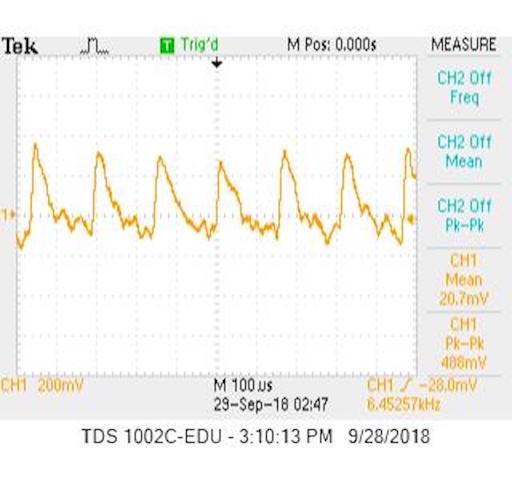 Tek T Trig'd M Pos: 0.000s MEASURE
CH2 Off
Freq
CH2 Off
Mean
CH2 Off
Pk-Pk
1
CH1
Mean
20.7mV
CH1
Pk-Pk
488mV
CH1 200mV M 100us CH1 -28.0mV
29-Sep-18 02:47 6.45257kHz
TDS 1002C-EDU - 3:10:13 PM 9/28/2018